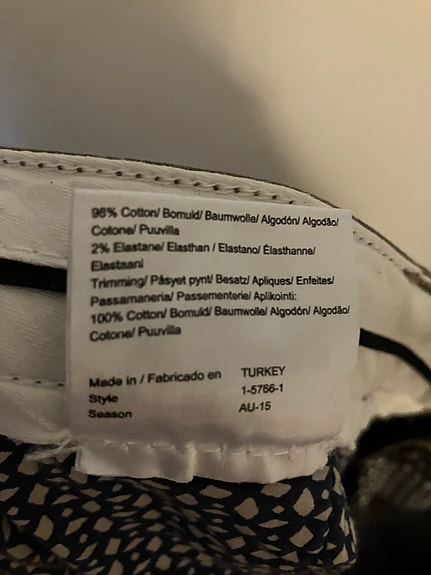 98% Cotton/ Bomuld/ Baumwolle/ Algodón/ Algodão/
Cotone/ Puuvilla
2% Elastane/ Elasthan / Elastano/ Élasthanne/
Elastaani
Trimming/ Påsyet pynt/ Besatz/ Apliques/ Enfeites/
Passamaneria/ Passementerie/ Aplikointi:
100% Cotton/ Bomuld/ Baumwolle/ Algodón/ Algodão/
Cotone/ Puuvilla
Made in / Fabricado en TURKEY
Style 1-5766-1
Season AU-15